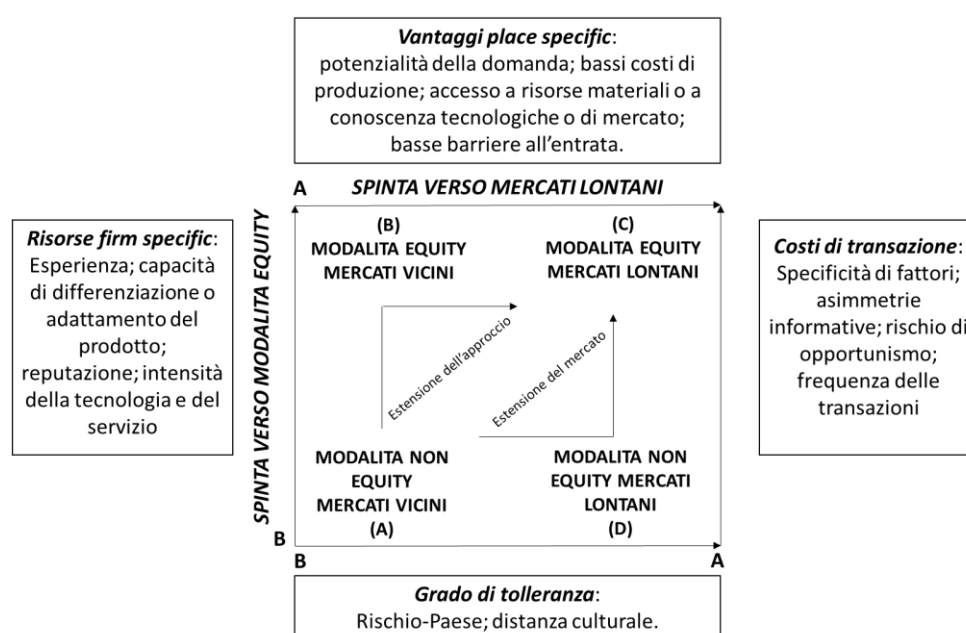 Vantaggi place specific:
potenzialità della domanda; bassi costi di
produzione; accesso a risorse materiali o a
conoscenza tecnologiche o di mercato;
basse barriere all'entrata.
A
SPINTA VERSO MERCATI LONTANI
Risorse firm specific:
Esperienza; capacità
di differenziazione o
adattamento del
prodotto;
reputazione; intensità
della tecnologia e del
servizio
SPINTA VERSO MODALITA EQUITY
(B)
MODALITA EQUITY
MERCATI VICINI
(C)
MODALITA EQUITY
MERCATI LONTANI
Estensione dell'approccio
Estensione del mercato
MODALITA NON
EQUITY
MERCATI VICINI
(A)
MODALITA NON
EQUITY MERCATI
LONTANI
(D)
Costi di transazione:
Specificità di fattori;
asimmetrie
informative; rischio di
opportunismo;
frequenza delle
transazioni
B
B
A
Grado di tolleranza:
Rischio-Paese; distanza culturale.